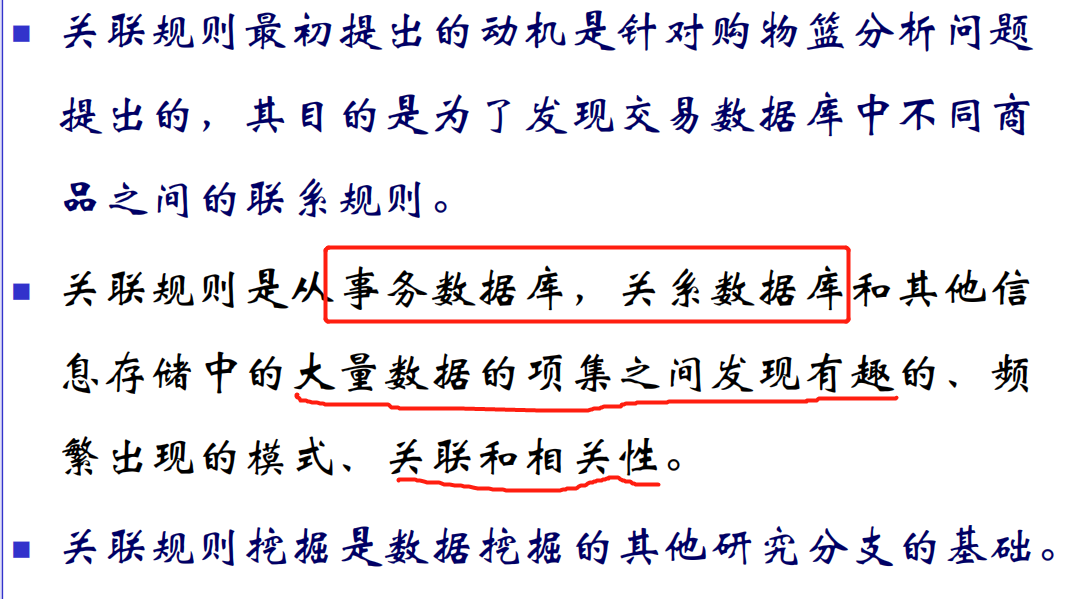 关联规则最初提出的动机是针对购物篮分析问题
提出的，其目的是为了发现交易数据库中不同商
品之间的联系规则。
关联规则是从事务数据库，关系数据库和其他信
息存储中的大量数据的项集之间发现有趣的、频
繁出现的模式、关联和相关性。
关联规则挖掘是数据挖掘的其他研究分支的基础。